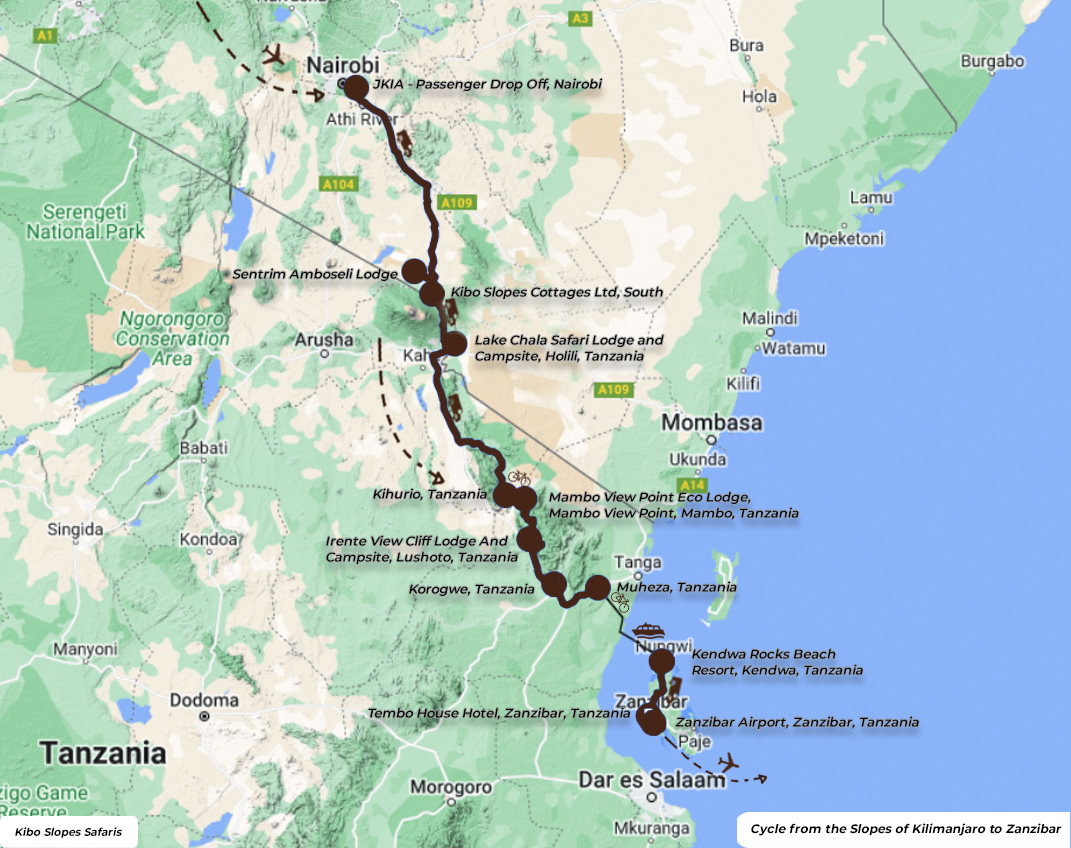 A1
A3
Nairobi
JKIA - Passenger Drop Off, Nairobi
Athi River
Bura
Burgabo
Hola
A104
A109
Lamu
Mpeketoni
Serengeti
National Park
Sentrim Amboseli Lodge
Kibo Slopes Cottages Ltd, South
Ngorongoro
Conservation
Area
Arusha
Lake Chala Safari Lodge and
Campsite, Holili, Tanzania
Malindi
Watamu
Kilifi
A109
Mombasa
Ukunda
A14
Babati
Kihurio, Tanzania
Mambo View Point Eco Lodge,
Mambo View Point, Mambo, Tanzania
Singida
Kondoa
Irente View Cliff Lodge And
Campsite, Lushoto, Tanzania
Tanga
Korogwe, Tanzania
Muheza, Tanzania
Manyoni
Nungwi
Kendwa Rocks Beach
Resort, Kendwa, Tanzania
Dodoma
Zanzibar
Tembo House Hotel, Zanzibar, Tanzania
Zanzibar Airport, Zanzibar, Tanzania
Paje
Tanzania
Dar es Salaam
Morogoro
zigo Game
Reserve
Mkuranga
Kibo Slopes Safaris
Cycle from the Slopes of Kilimanjaro to Zanzibar